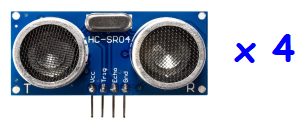 HC-SR04
x 4
Vcc
Trig
Echo
Gnd
T
R